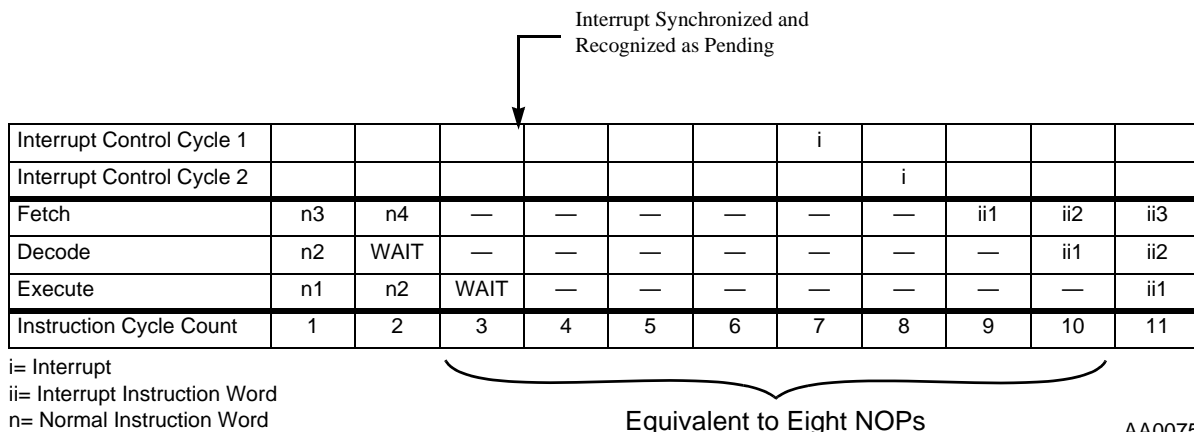 Interrupt Synchronized and
Recognized as Pending
Interrupt Control Cycle 1 i
Interrupt Control Cycle 2 i
Fetch n3 n4 — — — — — — ii1 ii2 ii3
Decode n2 WAIT — — — — — — — ii1 ii2
Execute n1 n2 WAIT — — — — — — — ii1
Instruction Cycle Count 1 2 3 4 5 6 7 8 9 10 11
i= Interrupt
ii= Interrupt Instruction Word
n= Normal Instruction Word
Equivalent to Eight NOPs
AA0075